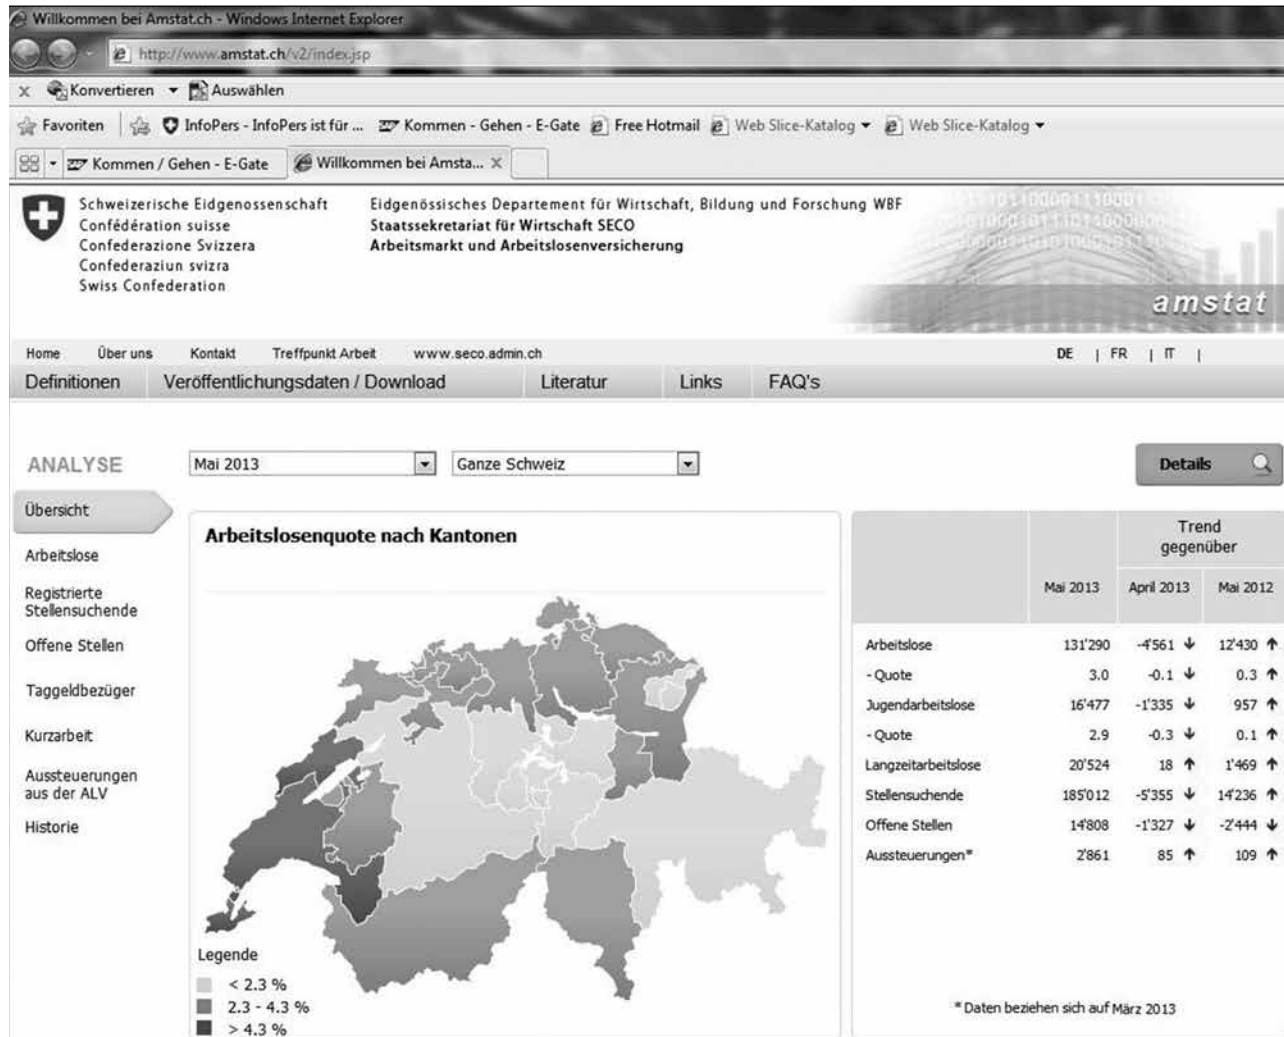 Willkommen bei Amstat.ch - Windows Internet Explorer
http://www.amstat.ch/v2/index.jsp
x Konvertieren Auswählen
Favoriten InfoPers - InfoPers ist für ... Kommen - Gehen - E-Gate Free Hotmail Web Slice-Katalog Web Slice-Katalog
Kommen / Gehen - E-Gate Willkommen bei Amsta... X
Schweizerische Eidgenossenschaft
Confédération suisse
Confederazione Svizzera
Confederaziun svizra
Swiss Confederation
Eidgenössisches Departement für Wirtschaft, Bildung und Forschung WBF
Staatssekretariat für Wirtschaft SECO
Arbeitsmarkt und Arbeitslosenversicherung
amstat
Home Über uns Kontakt Treffpunkt Arbeit www.seco.admin.ch DE | FR | IT |
Definitionen Veröffentlichungsdaten / Download Literatur Links FAQ's
ANALYSE Mai 2013 Ganze Schweiz Details
Übersicht
Arbeitslose
Registrierte
Stellensuchende
Offene Stellen
Taggeldbezüger
Kurzarbeit
Aussteuerungen
aus der ALV
Historie
Arbeitslosenquote nach Kantonen
Legende
< 2.3 %
2.3 - 4.3 %
> 4.3 %
Trend
gegenüber
Mai 2013 April 2013 Mai 2012
Arbeitslose 131'290 -4'561 ↓ 12'430 ↑
- Quote 3.0 -0.1 ↓ 0.3 ↑
Jugendarbeitslose 16'477 -1'335 ↓ 957 ↑
- Quote 2.9 -0.3 ↓ 0.1 ↑
Langzeitarbeitslose 20'524 18 ↑ 1'469 ↑
Stellensuchende 185'012 -5'355 ↓ 14'236 ↑
Offene Stellen 14'808 -1'327 ↓ -2'444 ↓
Aussteuerungen* 2'861 85 ↑ 109 ↑
* Daten beziehen sich auf März 2013